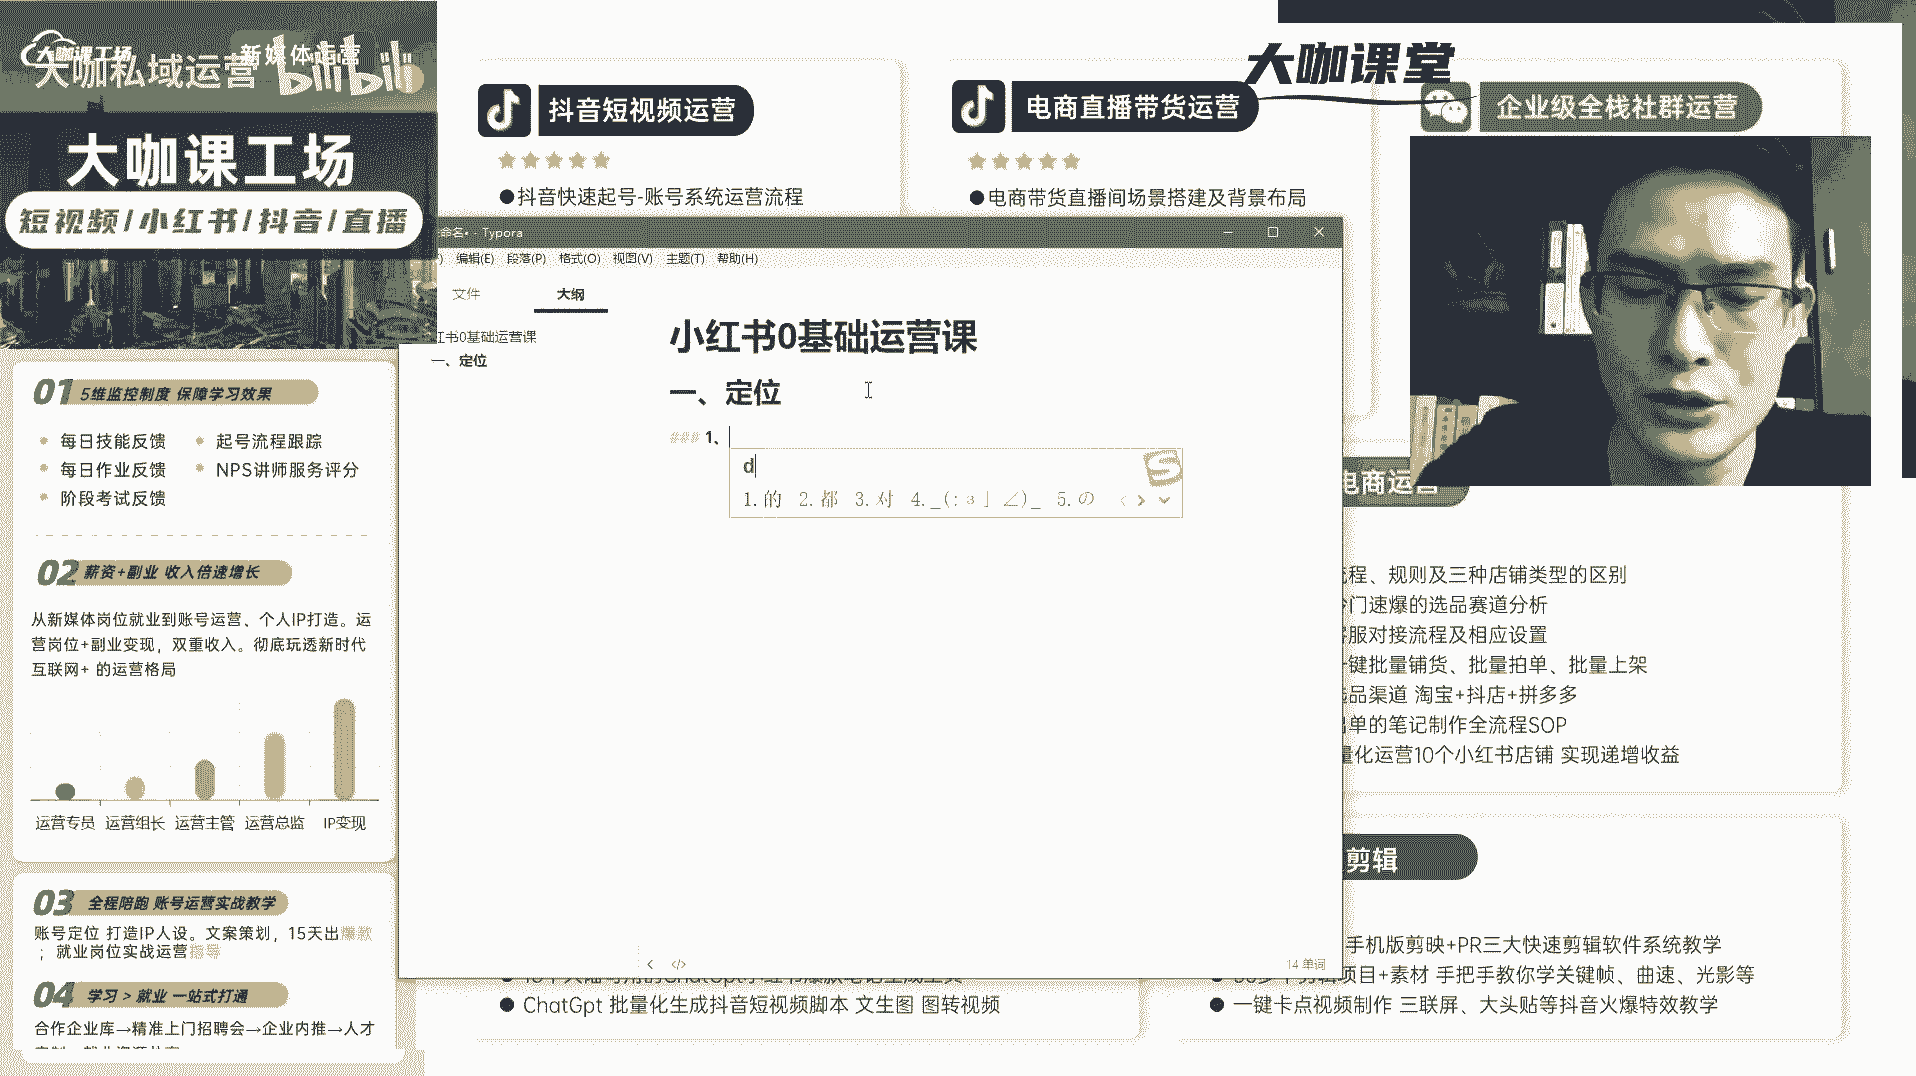 大咖私域运营
大咖课工场
新媒体运营
bilibili
大咖课工场
短视频/小红书/抖音/直播
01 5维监控制度 保障学习效果
每日技能反馈
起号流程跟踪
每日作业反馈
NPS讲师服务评分
阶段考试反馈
02 薪资+副业 收入倍速增长
从新媒体岗位就业到账号运营、个人IP打造。运
营岗位+副业变现，双重收入。彻底玩透新时代
互联网+ 的运营格局
运营专员 运营组长 运营主管 运营总监 IP变现
03 全程陪跑 账号运营实战教学
账号定位 打造IP人设。文案策划，15天出爆款
；就业岗位实战运营指导
04 学习 > 就业 一站式打通
合作企业库→精准上门招聘会→企业内推→人才
抖音短视频运营
●抖音快速起号-账号系统运营流程
电商直播带货运营
●电商带货直播间场景搭建及背景布局
大咖课堂
企业级全栈社群运营
命名• - Typora
编辑(E) 段落(P) 格式(O) 视图(V) 主题(T) 帮助(H)
文件 大纲
红书0基础运营课
一、定位
小红书0基础运营课
一、定位
### 1、
d
1.的 2.都 3.对 4._(:з」∠)_ 5.の
14 单词
电商运营
流程、规则及三种店铺类型的区别
门速爆的选品赛道分析
客服对接流程及相应设置
一键批量铺货、批量拍单、批量上架
选品渠道 淘宝+抖店+拼多多
出单的笔记制作全流程SOP
量化运营10个小红书店铺 实现递增收益
● ChatGpt 批量化生成抖音短视频脚本 文生图 图转视频
剪辑
手机版剪映+PR三大快速剪辑软件系统教学
项目+素材 手把手教你学关键帧、曲速、光影等
● 一键卡点视频制作 三联屏、大头贴等抖音火爆特效教学